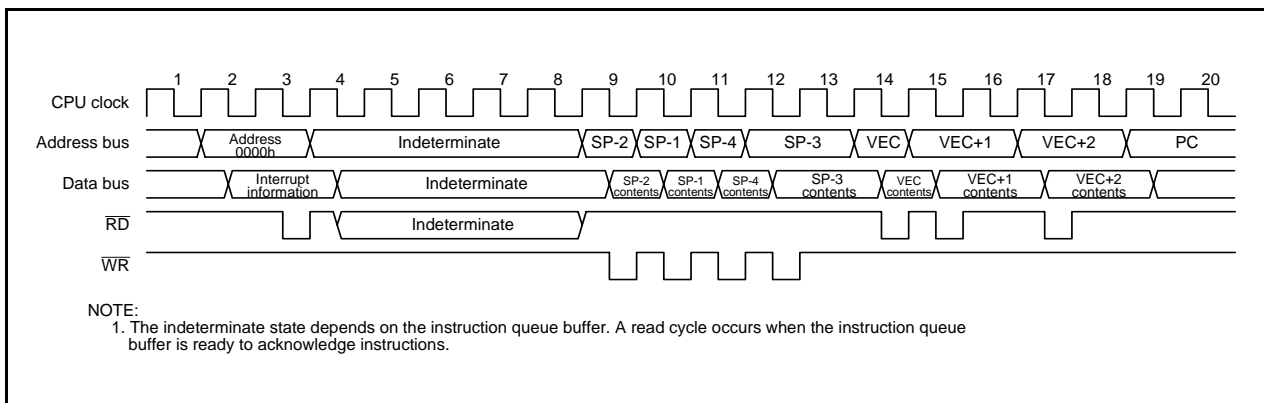 1 2 3 4 5 6 7 8 9 10 11 12 13 14 15 16 17 18 19 20
CPU clock
Address bus
Address
0000h
Indeterminate
SP-2
SP-1
SP-4
SP-3
VEC
VEC+1
VEC+2
PC
Data bus
Interrupt
information
Indeterminate
SP-2
contents
SP-1
contents
SP-4
contents
SP-3
contents
VEC
contents
VEC+1
contents
VEC+2
contents
RD
Indeterminate
WR
NOTE:
1. The indeterminate state depends on the instruction queue buffer. A read cycle occurs when the instruction queue
buffer is ready to acknowledge instructions.